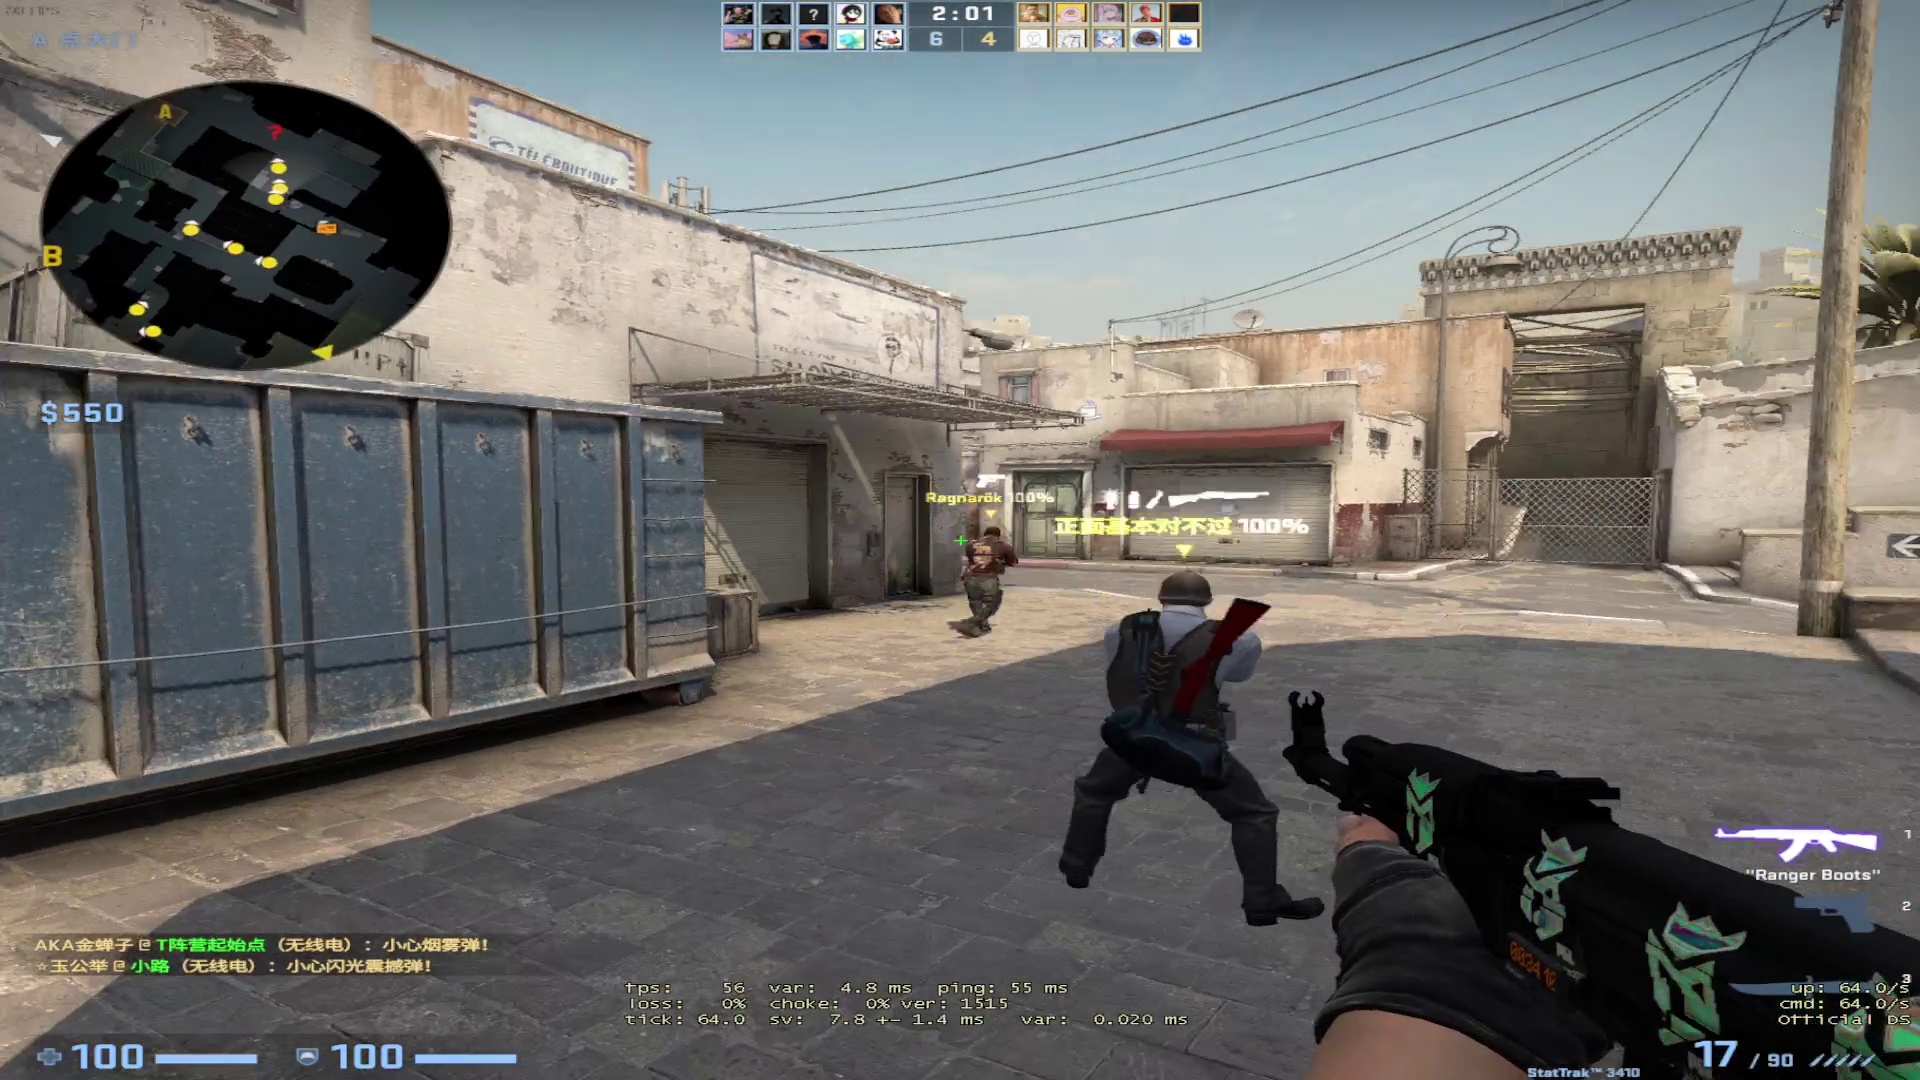 A 点大门
2:01
?
6 4
A
?
B
TÉLÉBOUTIQUE
$550
Ragnarök 100%
正面基本对不过 100%
1
"Ranger Boots"
2
3
AKA金蝉子 @ T阵营起始点 (无线电): 小心烟雾弹!
☆玉公举 @ 小路 (无线电): 小心闪光震撼弹!
fps: 56 var: 4.8 ms ping: 55 ms
loss: 0% choke: 0% ver: 1515
tick: 64.0 sv: 7.8 +- 1.4 ms var: 0.020 ms
up: 64.0/s
cmd: 64.0/s
Official DS
100 100
17 / 90
StatTrak™ 3410